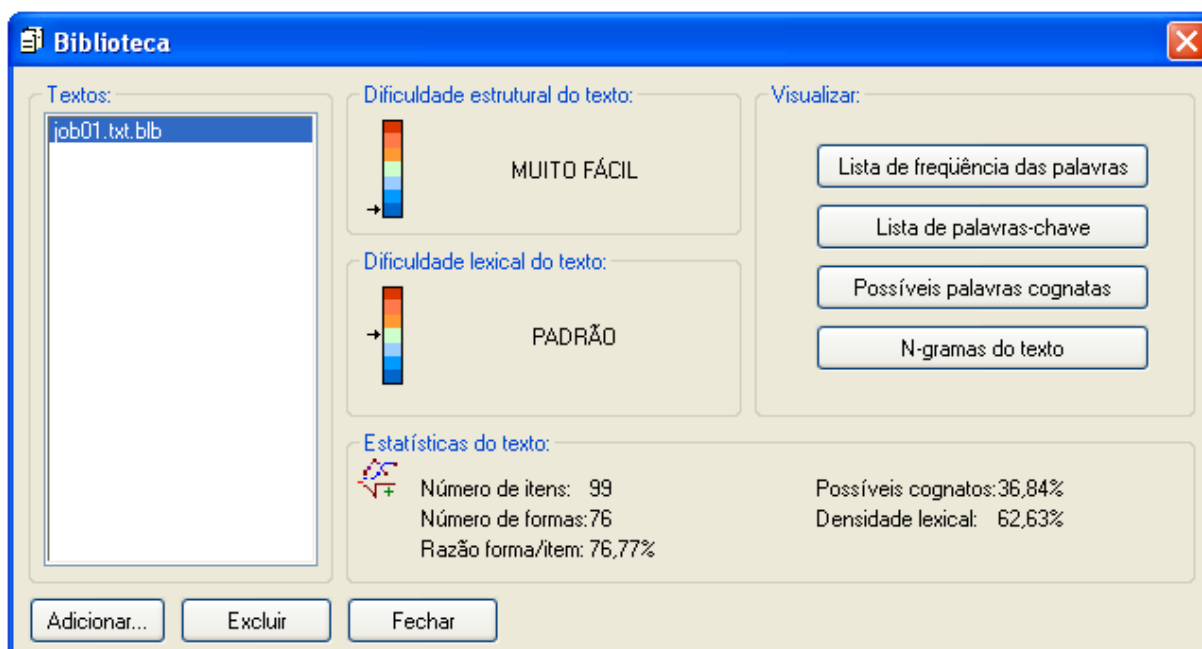 Biblioteca
Textos:
job01.txt.blb
Dificuldade estrutural do texto:
MUITO FÁCIL
Dificuldade lexical do texto:
PADRÃO
Visualizar:
Lista de freqüência das palavras
Lista de palavras-chave
Possíveis palavras cognatas
N-gramas do texto
Estatísticas do texto:
Número de itens: 99
Número de formas:76
Razão forma/item: 76,77%
Possíveis cognatos:36,84%
Densidade lexical: 62,63%
Adicionar...
Excluir
Fechar